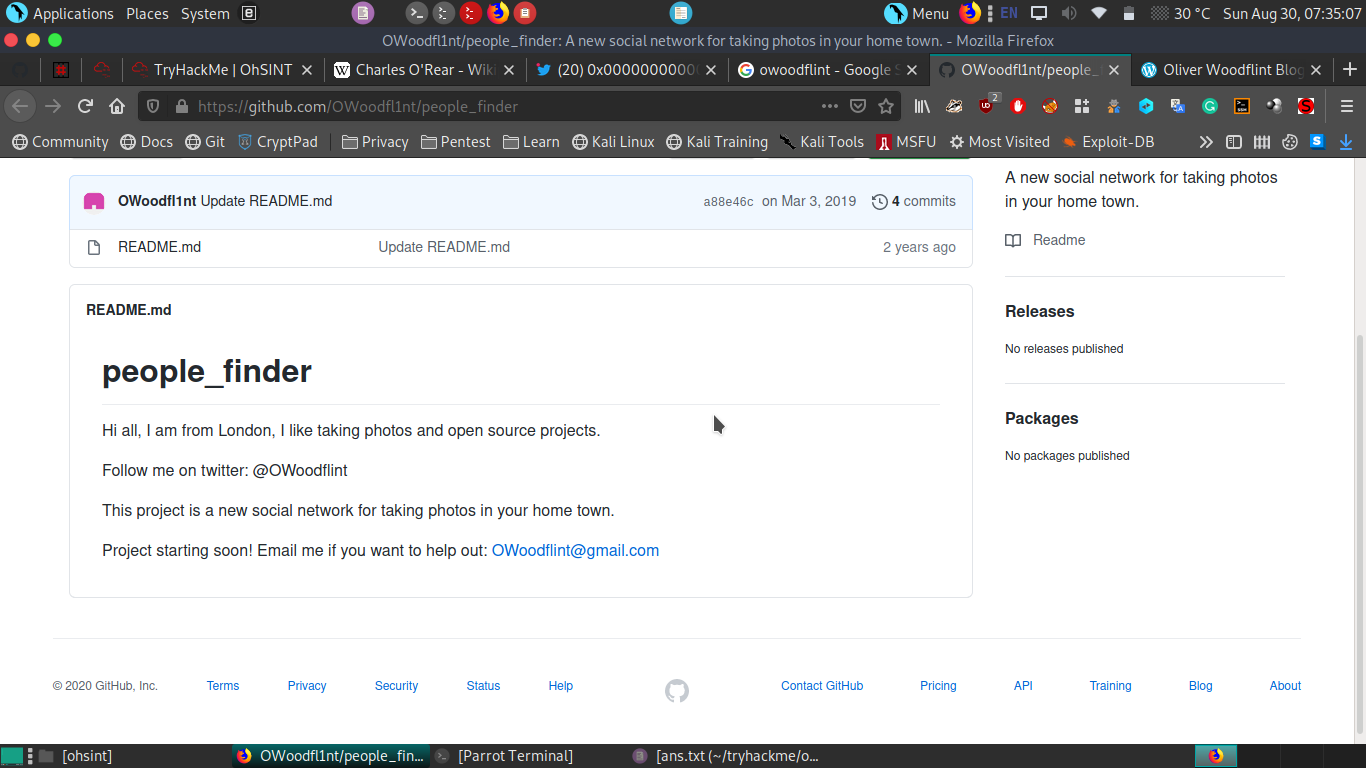 Applications Places System
Menu EN 30 °C Sun Aug 30, 07:35:07
OWoodfl1nt/people_finder: A new social network for taking photos in your home town. - Mozilla Firefox
TryHackMe | OhSINT
Charles O'Rear - Wiki
(20) 0x0000000000
owoodflint - Google S
OWoodfl1nt/people_
Oliver Woodflint Blog
https://github.com/OWoodfl1nt/people_finder
2
Community Docs Git CryptPad Privacy Pentest Learn Kali Linux Kali Training Kali Tools MSFU Most Visited Exploit-DB
OWoodfl1nt Update README.md a88e46c on Mar 3, 2019 4 commits
README.md Update README.md 2 years ago
README.md
people_finder
Hi all, I am from London, I like taking photos and open source projects.
Follow me on twitter: @OWoodflint
This project is a new social network for taking photos in your home town.
Project starting soon! Email me if you want to help out: OWoodflint@gmail.com
A new social network for taking photos
in your home town.
Readme
Releases
No releases published
Packages
No packages published
© 2020 GitHub, Inc. Terms Privacy Security Status Help Contact GitHub Pricing API Training Blog About
[ohsint] OWoodfl1nt/people_fin... [Parrot Terminal] [ans.txt (~/tryhackme/o...